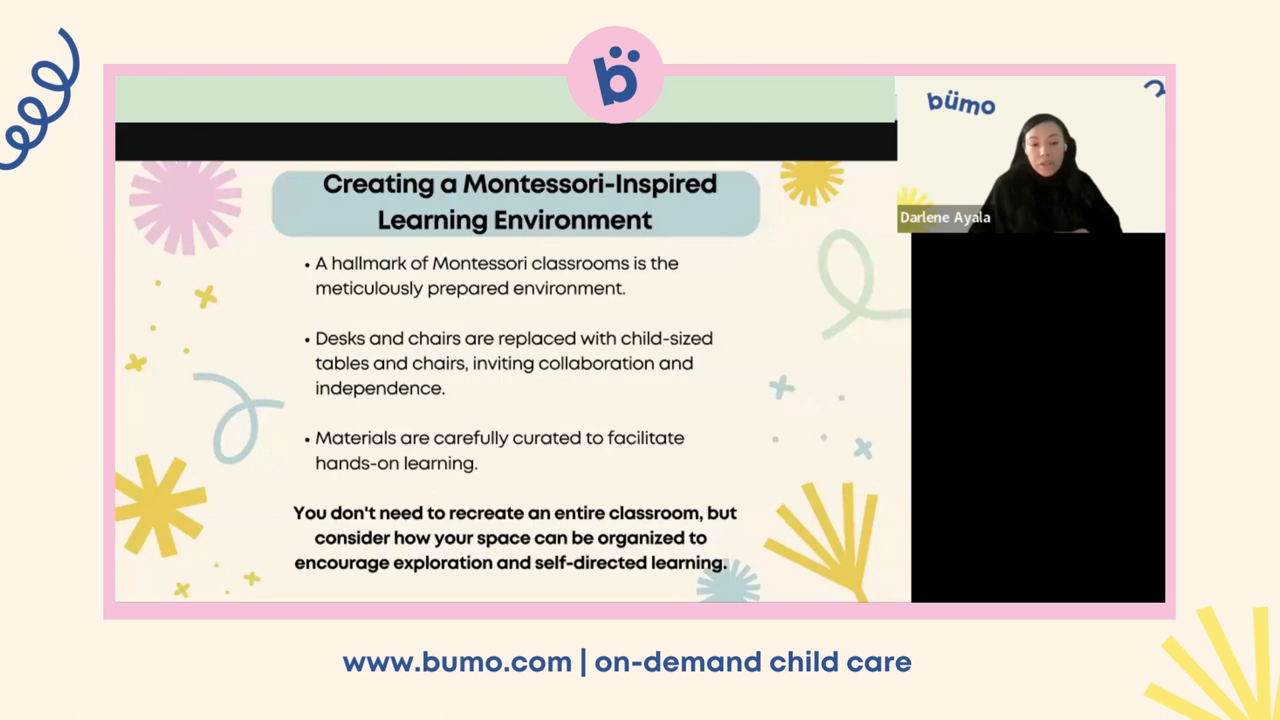 b̈
bümo
Darlene Ayala
Creating a Montessori-Inspired
Learning Environment
• A hallmark of Montessori classrooms is the
meticulously prepared environment.
• Desks and chairs are replaced with child-sized
tables and chairs, inviting collaboration and
independence.
• Materials are carefully curated to facilitate
hands-on learning.
You don't need to recreate an entire classroom, but
consider how your space can be organized to
encourage exploration and self-directed learning.
www.bumo.com | on-demand child care